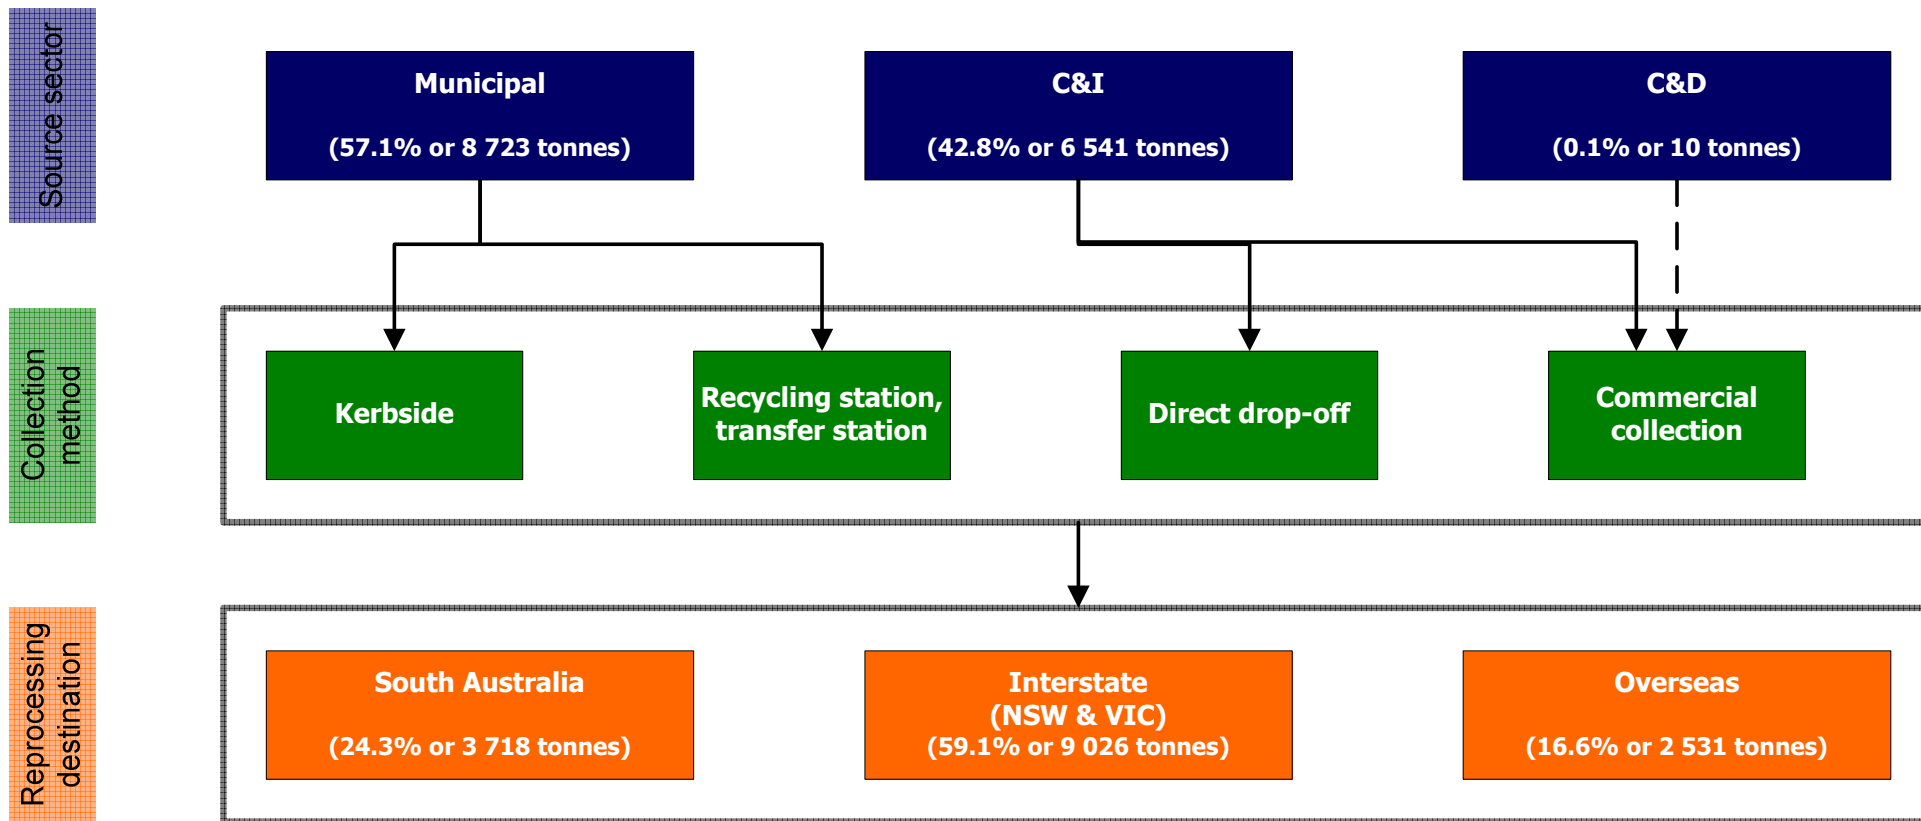 Source sector
Municipal
(57.1% or 8 723 tonnes)
C&I
(42.8% or 6 541 tonnes)
C&D
(0.1% or 10 tonnes)
Collection
method
Kerbside
Recycling station,
transfer station
Direct drop-off
Commercial
collection
Reprocessing
destination
South Australia
(24.3% or 3 718 tonnes)
Interstate
(NSW & VIC)
(59.1% or 9 026 tonnes)
Overseas
(16.6% or 2 531 tonnes)